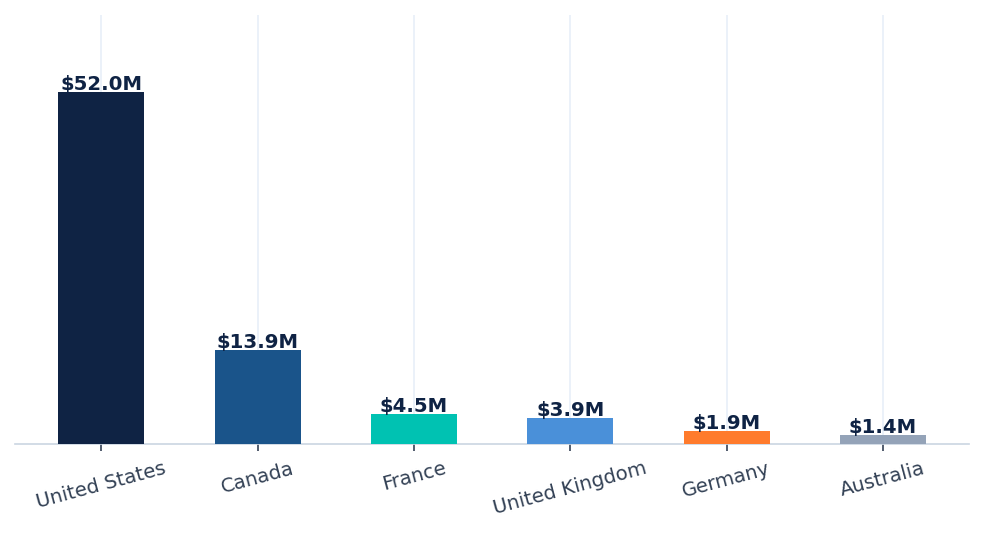 $52.0M
$13.9M
$4.5M
$3.9M
$1.9M
$1.4M
United States
Canada
France
United Kingdom
Germany
Australia